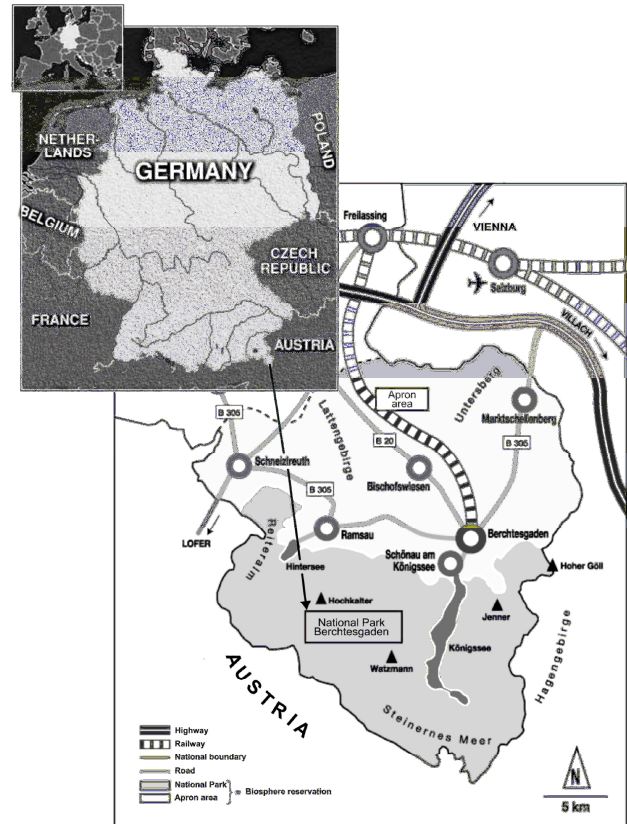 NETHER-
LANDS
POLAND
GERMANY
BELGIUM
CZECH
REPUBLIC
FRANCE
AUSTRIA
Freilassing
VIENNA
Salzburg
VILLACH
Apron
area
Untersberg
Marktschellenberg
B 305
Lattengebirge
B 20
B 305
Schneizlreuth
Bischofswiesen
B 305
Reiteralm
Ramsau
Berchtesgaden
LOFER
Schönau am
Königssee
Hintersee
Hoher Göll
Hochkalter
Jenner
National Park
Berchtesgaden
Königssee
Hagengebirge
Watzmann
AUSTRIA
Steinernes Meer
Highway
Railway
National boundary
Road
National Park
Apron area
Biosphere reservation
N
5 km